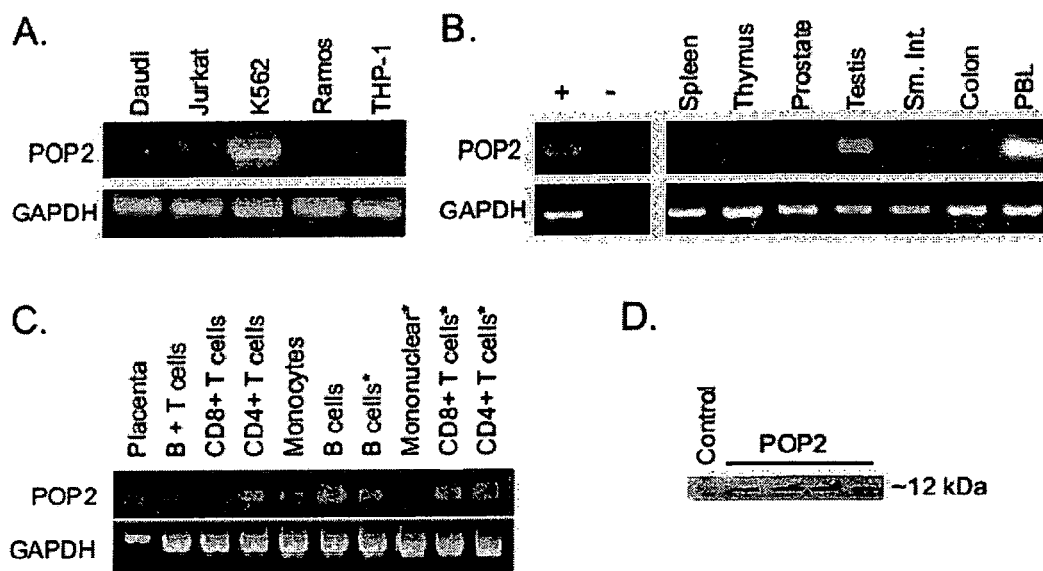 A.
Daudi
Jurkat
K562
Ramos
THP-1
POP2
GAPDH
B.
+
-
Spleen
Thymus
Prostate
Testis
Sm. Int.
Colon
PBL
POP2
GAPDH
C.
Placenta
B + T cells
CD8+ T cells
CD4+ T cells
Monocytes
B cells
B cells*
Mononuclear*
CD8+ T cells*
CD4+ T cells*
POP2
GAPDH
D.
Control
POP2
~12 kDa